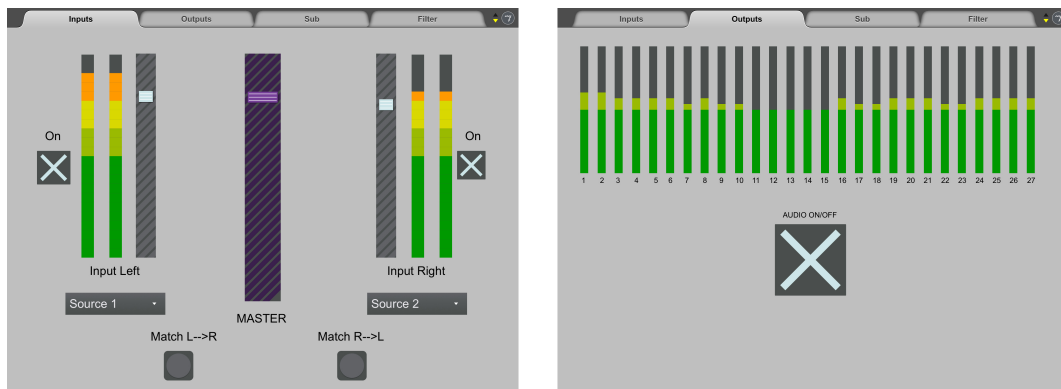 Inputs Outputs Sub Filter
On On
Input Left Input Right
Source 1 Source 2
MASTER
Match L-->R Match R-->L
Inputs Outputs Sub Filter
1 2 3 4 5 6 7 8 9 10 11 12 13 14 15 16 17 18 19 20 21 22 23 24 25 26 27
AUDIO ON/OFF